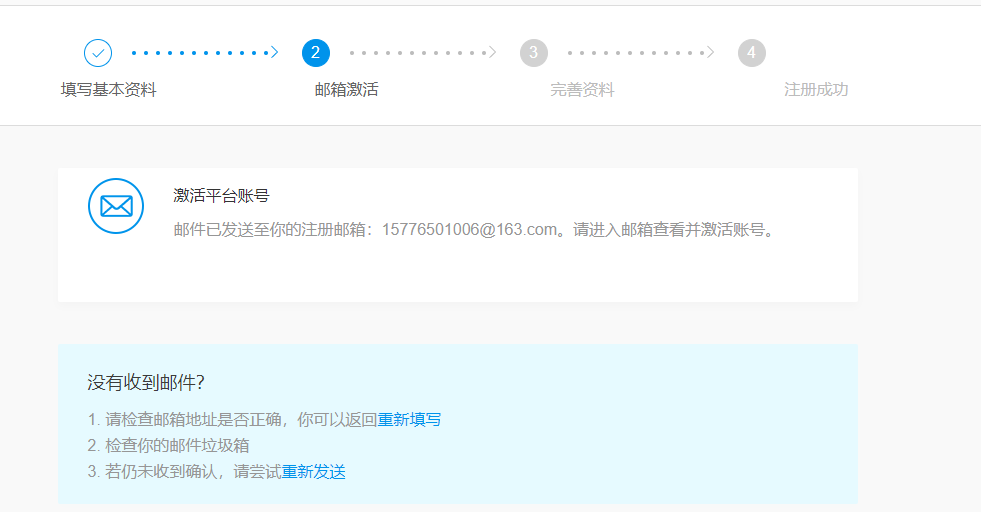 2 3 4
填写基本资料 邮箱激活 完善资料 注册成功
激活平台账号
邮件已发送至你的注册邮箱：15776501006@163.com。请进入邮箱查看并激活账号。
没有收到邮件？
1. 请检查邮箱地址是否正确，你可以返回重新填写
2. 检查你的邮件垃圾箱
3. 若仍未收到确认，请尝试重新发送